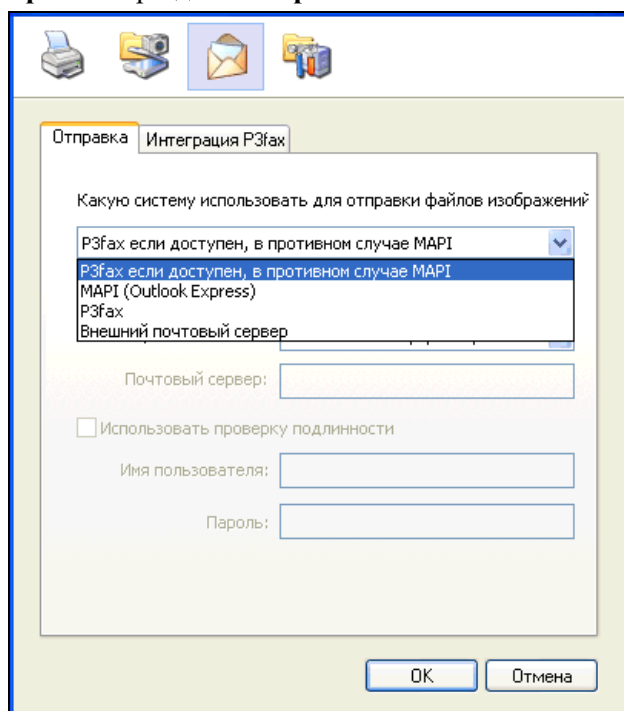 Отправка
Интеграция P3fax
Какую систему использовать для отправки файлов изображений
P3fax если доступен, в противном случае MAPI
P3fax если доступен, в противном случае MAPI
MAPI (Outlook Express)
P3fax
Внешний почтовый сервер
Почтовый сервер:
Использовать проверку подлинности
Имя пользователя:
Пароль:
OK
Отмена